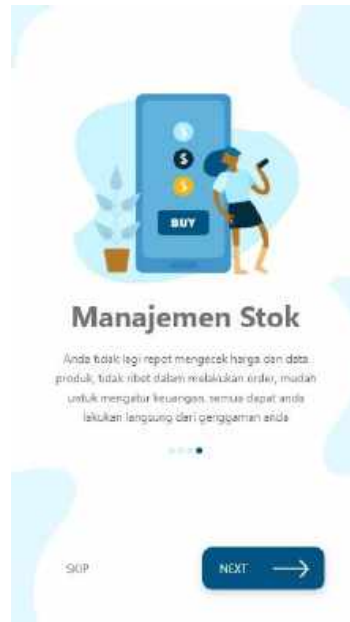 $
$
$
BUY
Manajemen Stok
Anda tidak lagi repot mengecek harga dan data
produk, tidak ribet dalam melakukan order, mudah
untuk mengatur keuangan, semua dapat anda
lakukan langsung dari genggaman anda
SKIP
NEXT